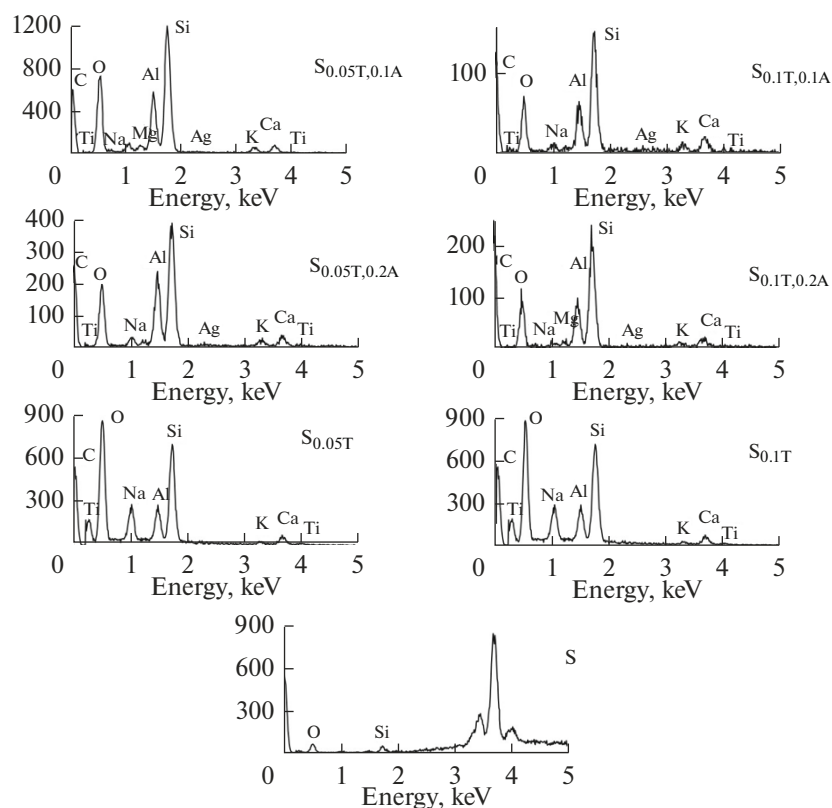 1200
800
400
C
O
Ti
Na
Mg
Al
Si
Ag
K
Ca
Ti
S0.05T,0.1A
0 1 2 3 4 5
Energy, keV
100
C
O
Ti
Na
Al
Si
Ag
K
Ca
Ti
S0.1T,0.1A
0 1 2 3 4 5
Energy, keV
400
300
200
100
C
O
Ti
Na
Al
Si
Ag
K
Ca
Ti
S0.05T,0.2A
0 1 2 3 4 5
Energy, keV
200
100
C
O
Ti
Na
Mg
Al
Si
Ag
K
Ca
Ti
S0.1T,0.2A
0 1 2 3 4 5
Energy, keV
900
600
300
C
Ti
O
Na
Al
Si
K
Ca
Ti
S0.05T
0 1 2 3 4 5
Energy, keV
900
600
300
C
Ti
O
Na
Al
Si
K
Ca
Ti
S0.1T
0 1 2 3 4 5
Energy, keV
900
600
300
O
Si
S
0 1 2 3 4 5
Energy, keV